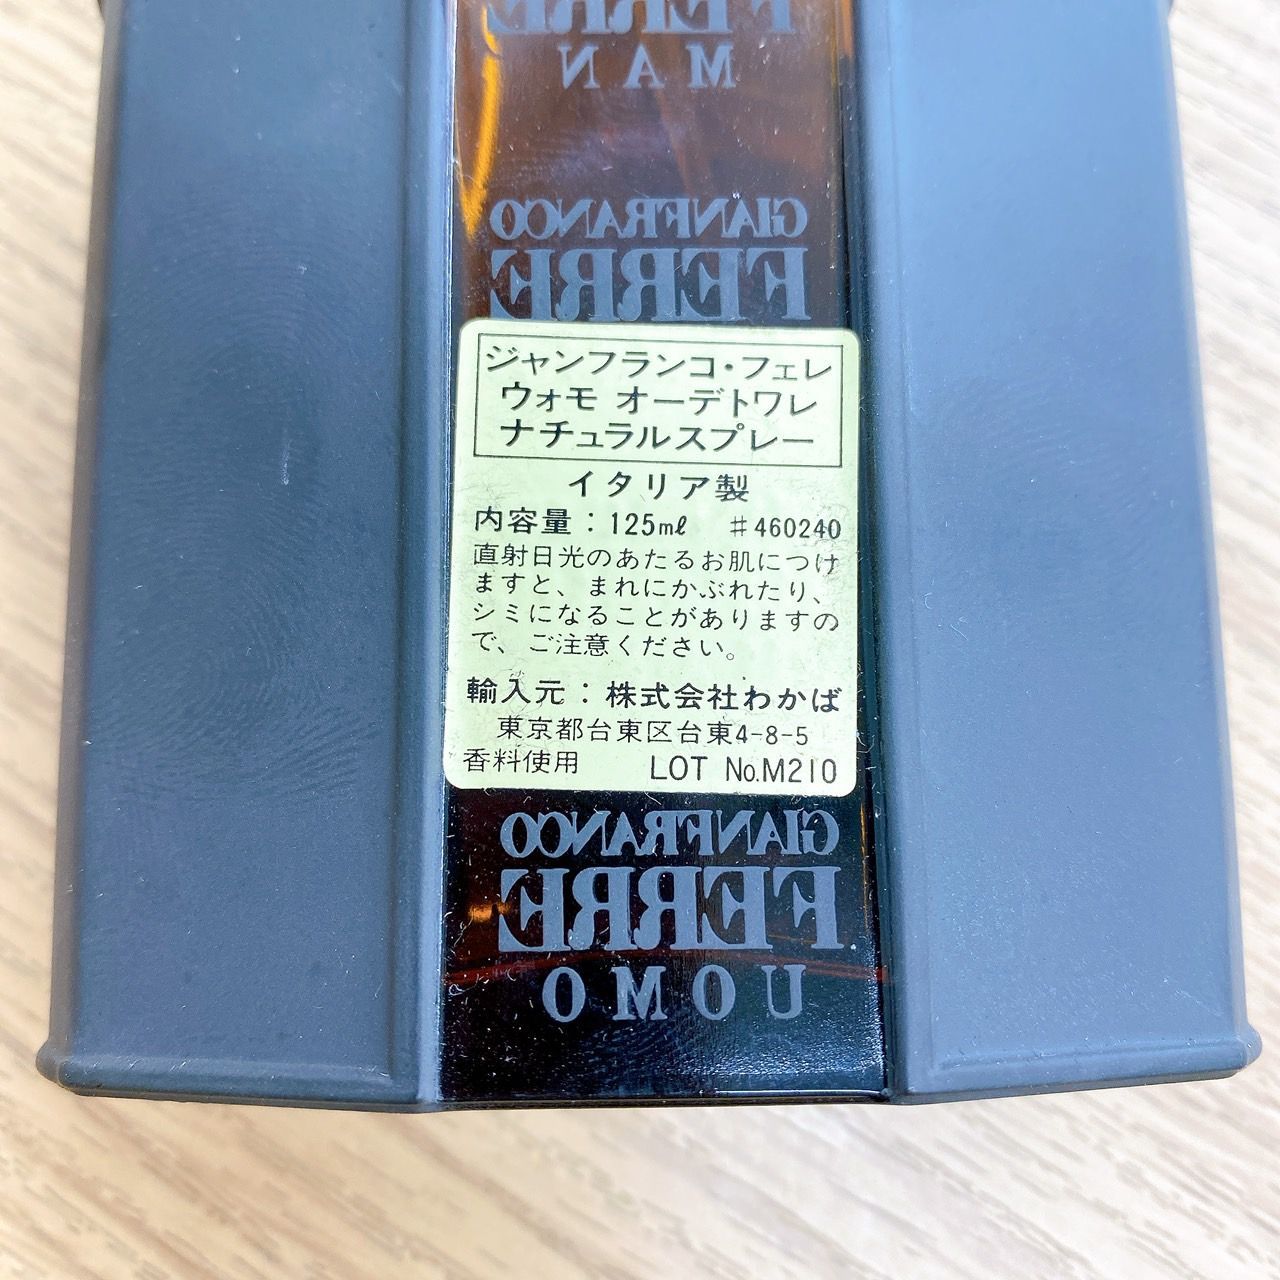 FERRE
MAN
GIANFRANCO
FERRE
ジャンフランコ・フェレ
ウォモ オーデトワレ
ナチュラルスプレー
イタリア製
内容量：125mℓ ♯460240
直射日光のあたるお肌につけ
ますと、まれにかぶれたり、
シミになることがありますの
で、ご注意ください。
輸入元：株式会社わかば
東京都台東区台東4-8-5
香料使用 LOT No.M210
GIANFRANCO
FERRE
UOMO